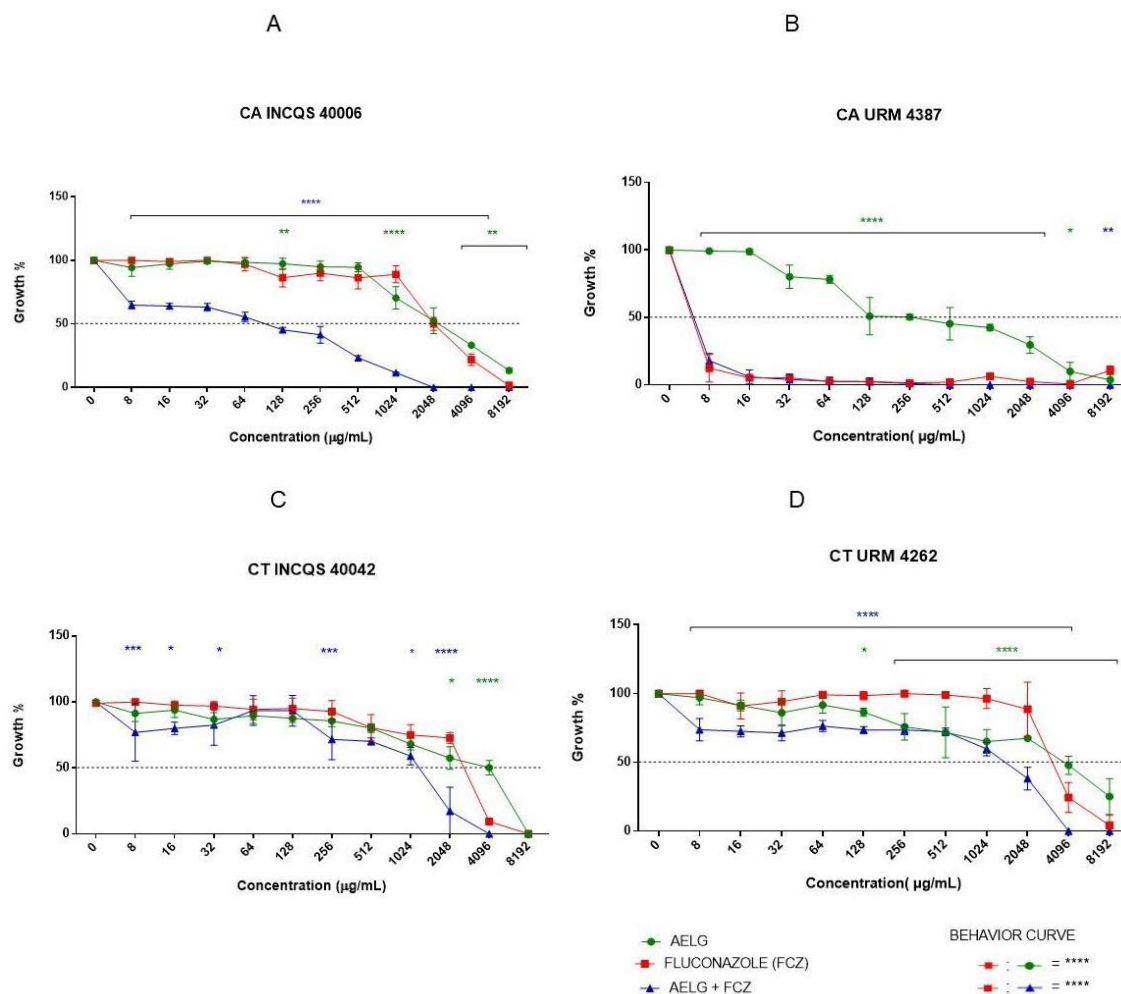 A
B
CA INCQS 40006
CA URM 4387
150
100
50
0
Growth %
****
** **** **
0 8 16 32 64 128 256 512 1024 2048 4096 8192
Concentration (µg/mL)
150
100
50
0
Growth %
**** * **
0 8 16 32 64 128 256 512 1024 2048 4096 8192
Concentration( µg/mL)
C
D
CT INCQS 40042
CT URM 4262
150
100
50
0
Growth %
*** * * *** * ****
* ****
0 8 16 32 64 128 256 512 1024 2048 4096 8192
Concentration (µg/mL)
150
100
50
0
Growth %
****
* ****
0 8 16 32 64 128 256 512 1024 2048 4096 8192
Concentration( µg/mL)
AELG
FLUCONAZOLE (FCZ)
AELG + FCZ
BEHAVIOR CURVE
: = ****
: = ****